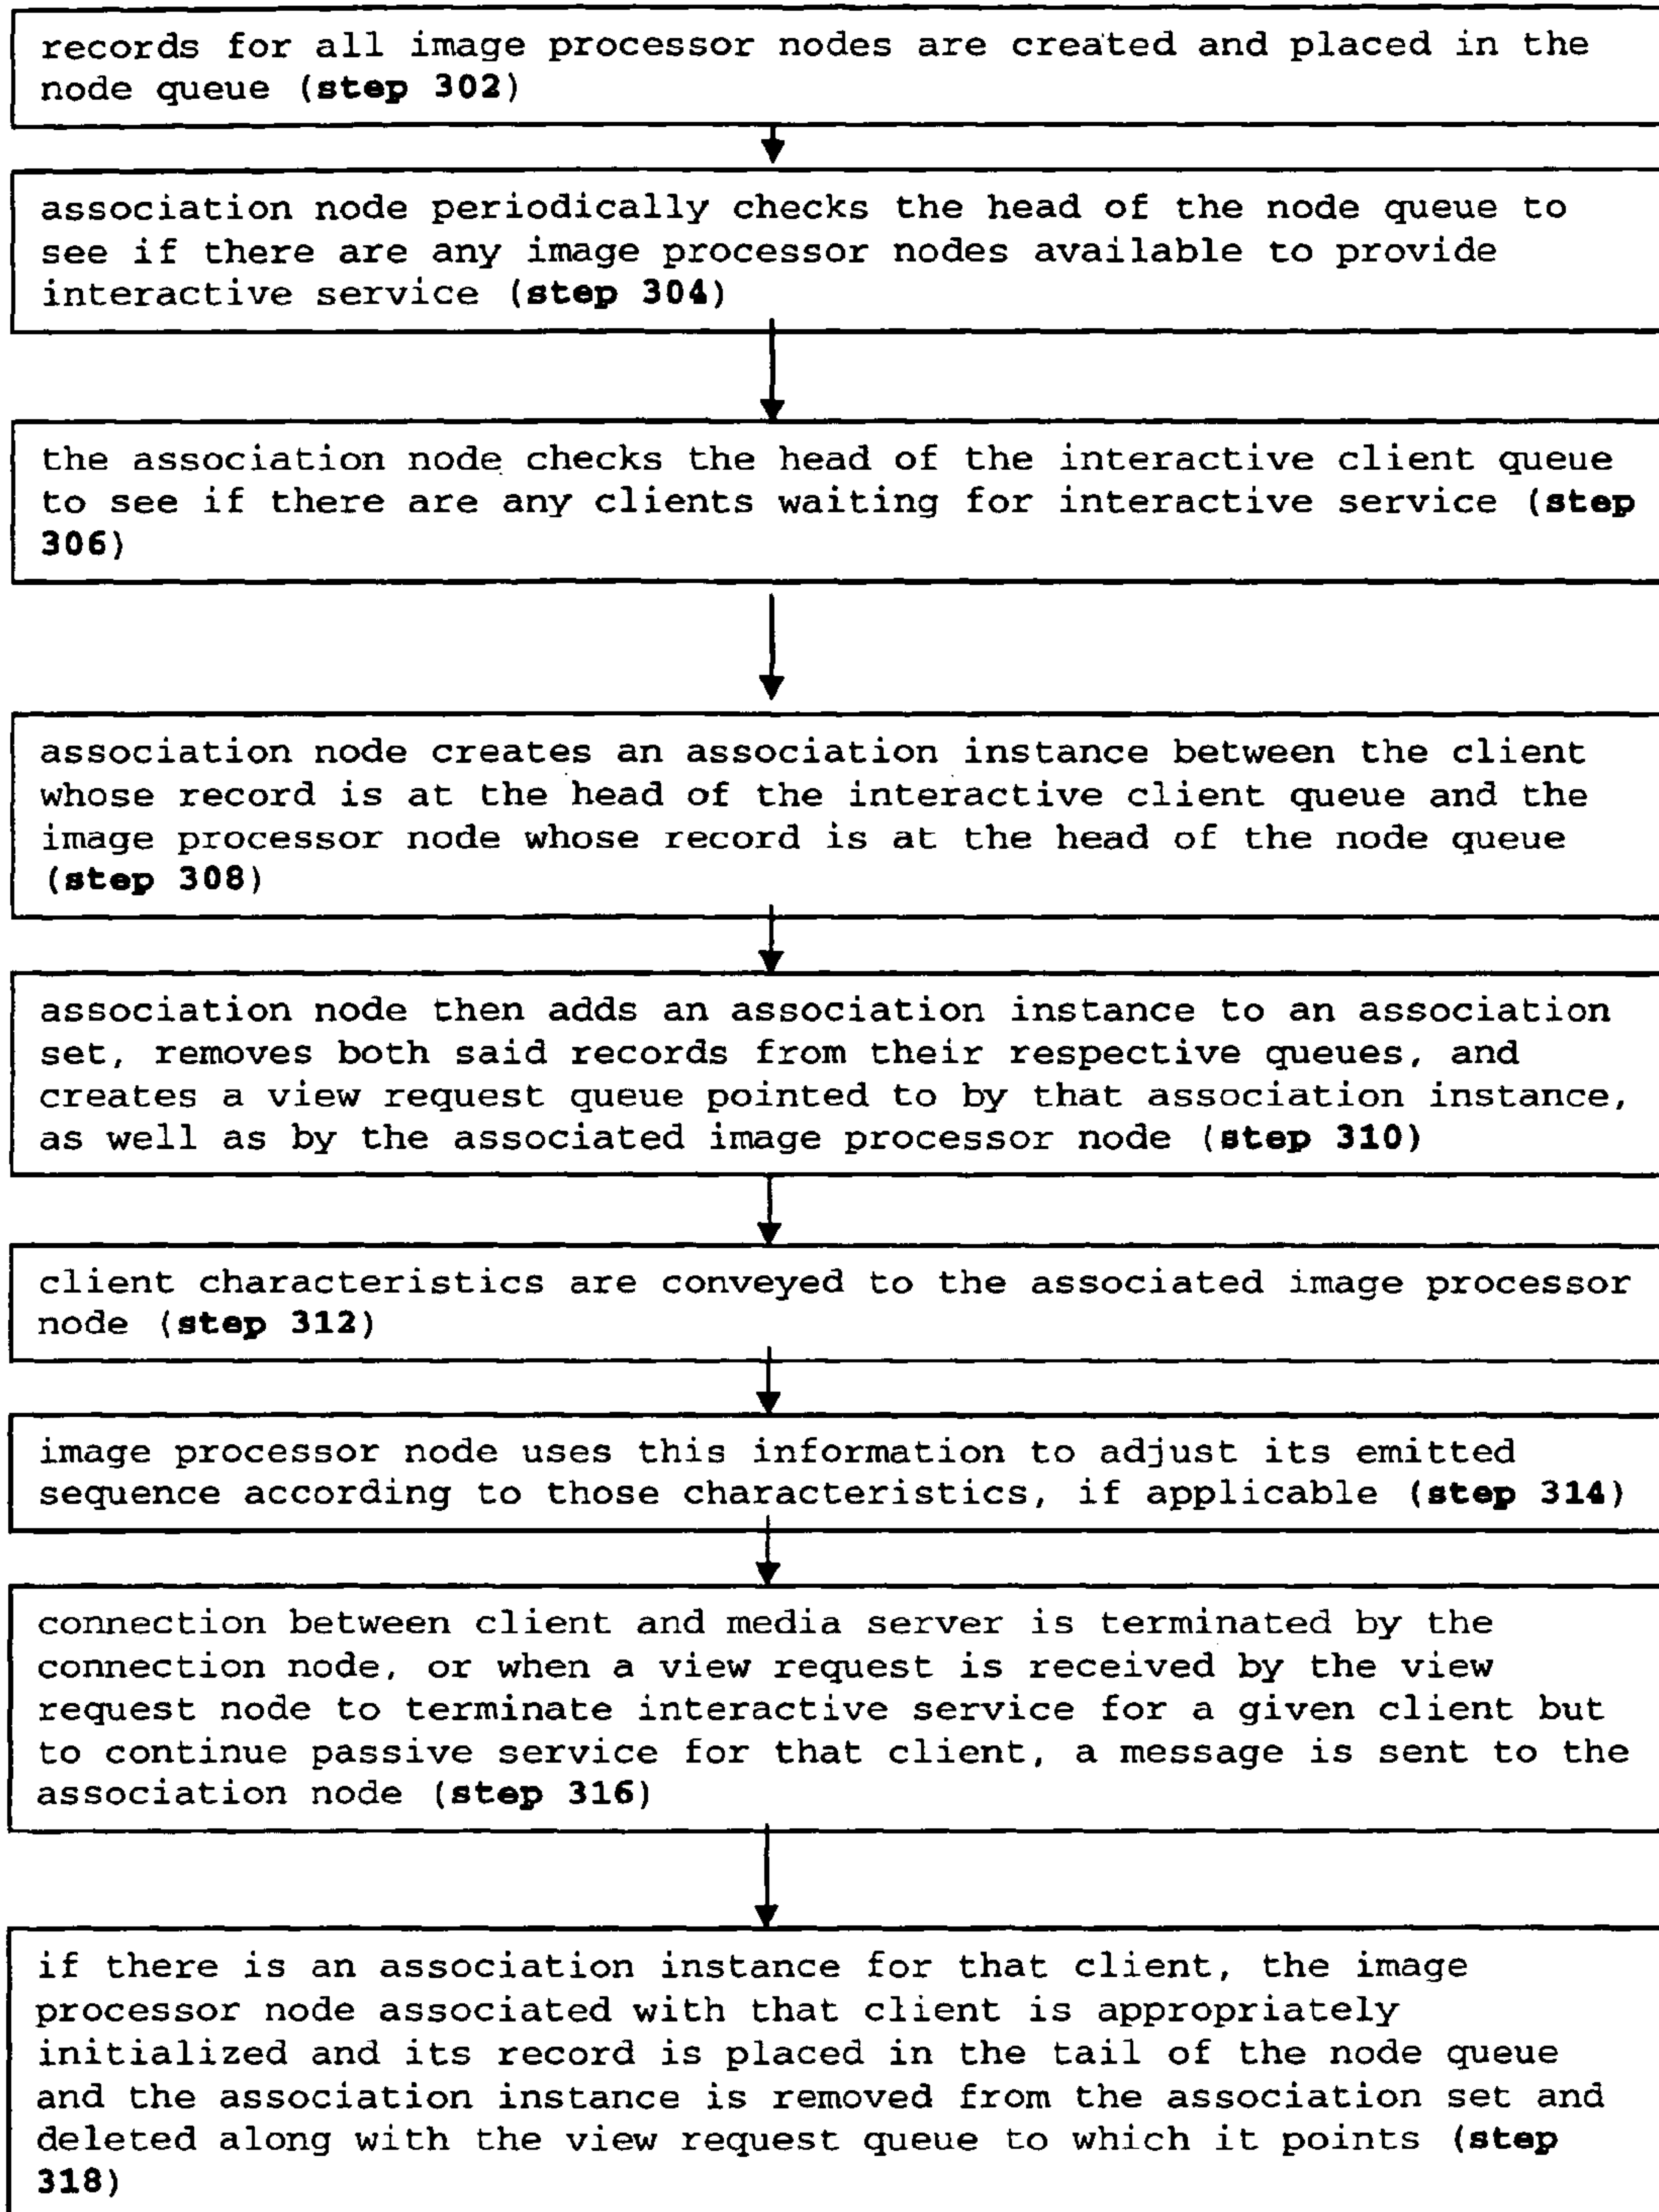 records for all image processor nodes are created and placed in the
node queue (step 302)
association node periodically checks the head of the node queue to
see if there are any image processor nodes available to provide
interactive service (step 304)
the association node checks the head of the interactive client queue
to see if there are any clients waiting for interactive service (step
306)
association node creates an association instance between the client
whose record is at the head of the interactive client queue and the
image processor node whose record is at the head of the node queue
(step 308)
association node then adds an association instance to an association
set, removes both said records from their respective queues, and
creates a view request queue pointed to by that association instance,
as well as by the associated image processor node (step 310)
client characteristics are conveyed to the associated image processor
node (step 312)
image processor node uses this information to adjust its emitted
sequence according to those characteristics, if applicable (step 314)
connection between client and media server is terminated by the
connection node, or when a view request is received by the view
request node to terminate interactive service for a given client but
to continue passive service for that client, a message is sent to the
association node (step 316)
if there is an association instance for that client, the image
processor node associated with that client is appropriately
initialized and its record is placed in the tail of the node queue
and the association instance is removed from the association set and
deleted along with the view request queue to which it points (step
318)